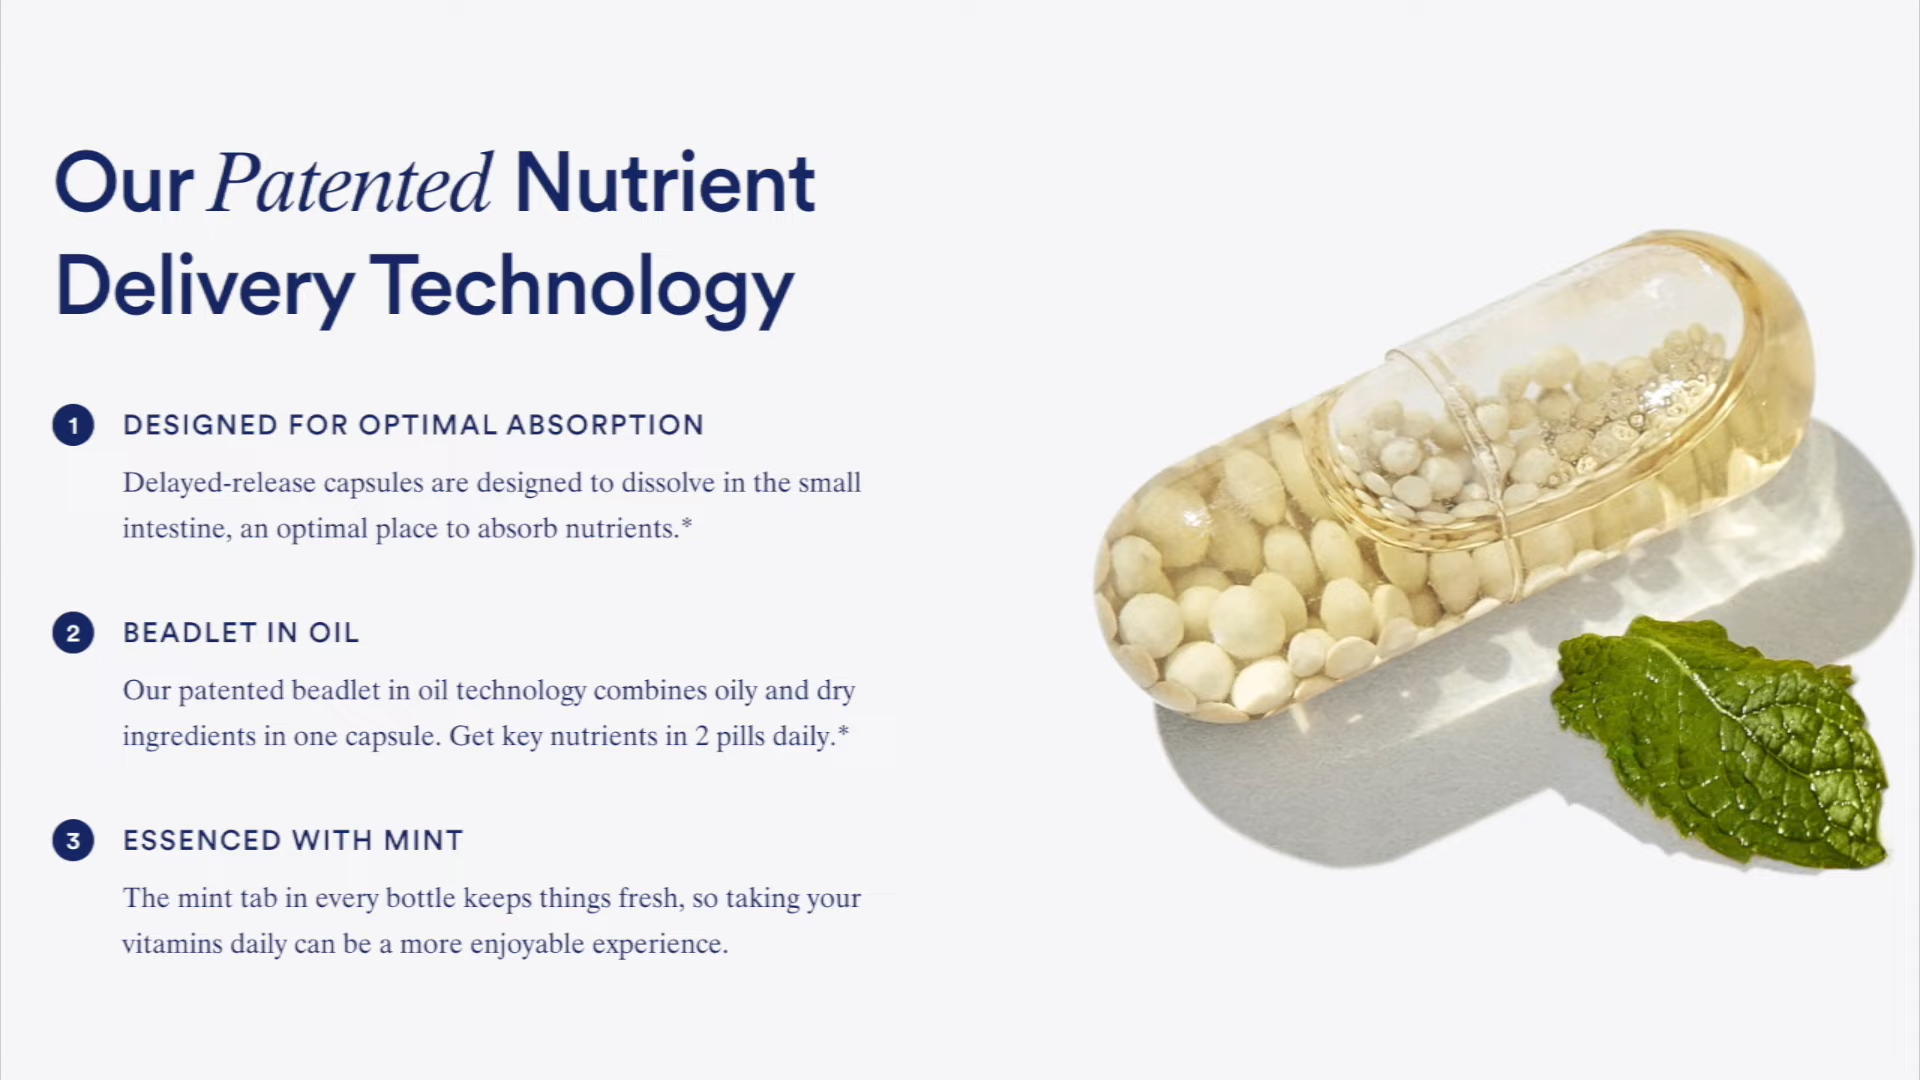 Our Patented Nutrient
Delivery Technology
1 DESIGNED FOR OPTIMAL ABSORPTION
Delayed-release capsules are designed to dissolve in the small
intestine, an optimal place to absorb nutrients.*
2 BEADLET IN OIL
Our patented beadlet in oil technology combines oily and dry
ingredients in one capsule. Get key nutrients in 2 pills daily.*
3 ESSENCED WITH MINT
The mint tab in every bottle keeps things fresh, so taking your
vitamins daily can be a more enjoyable experience.